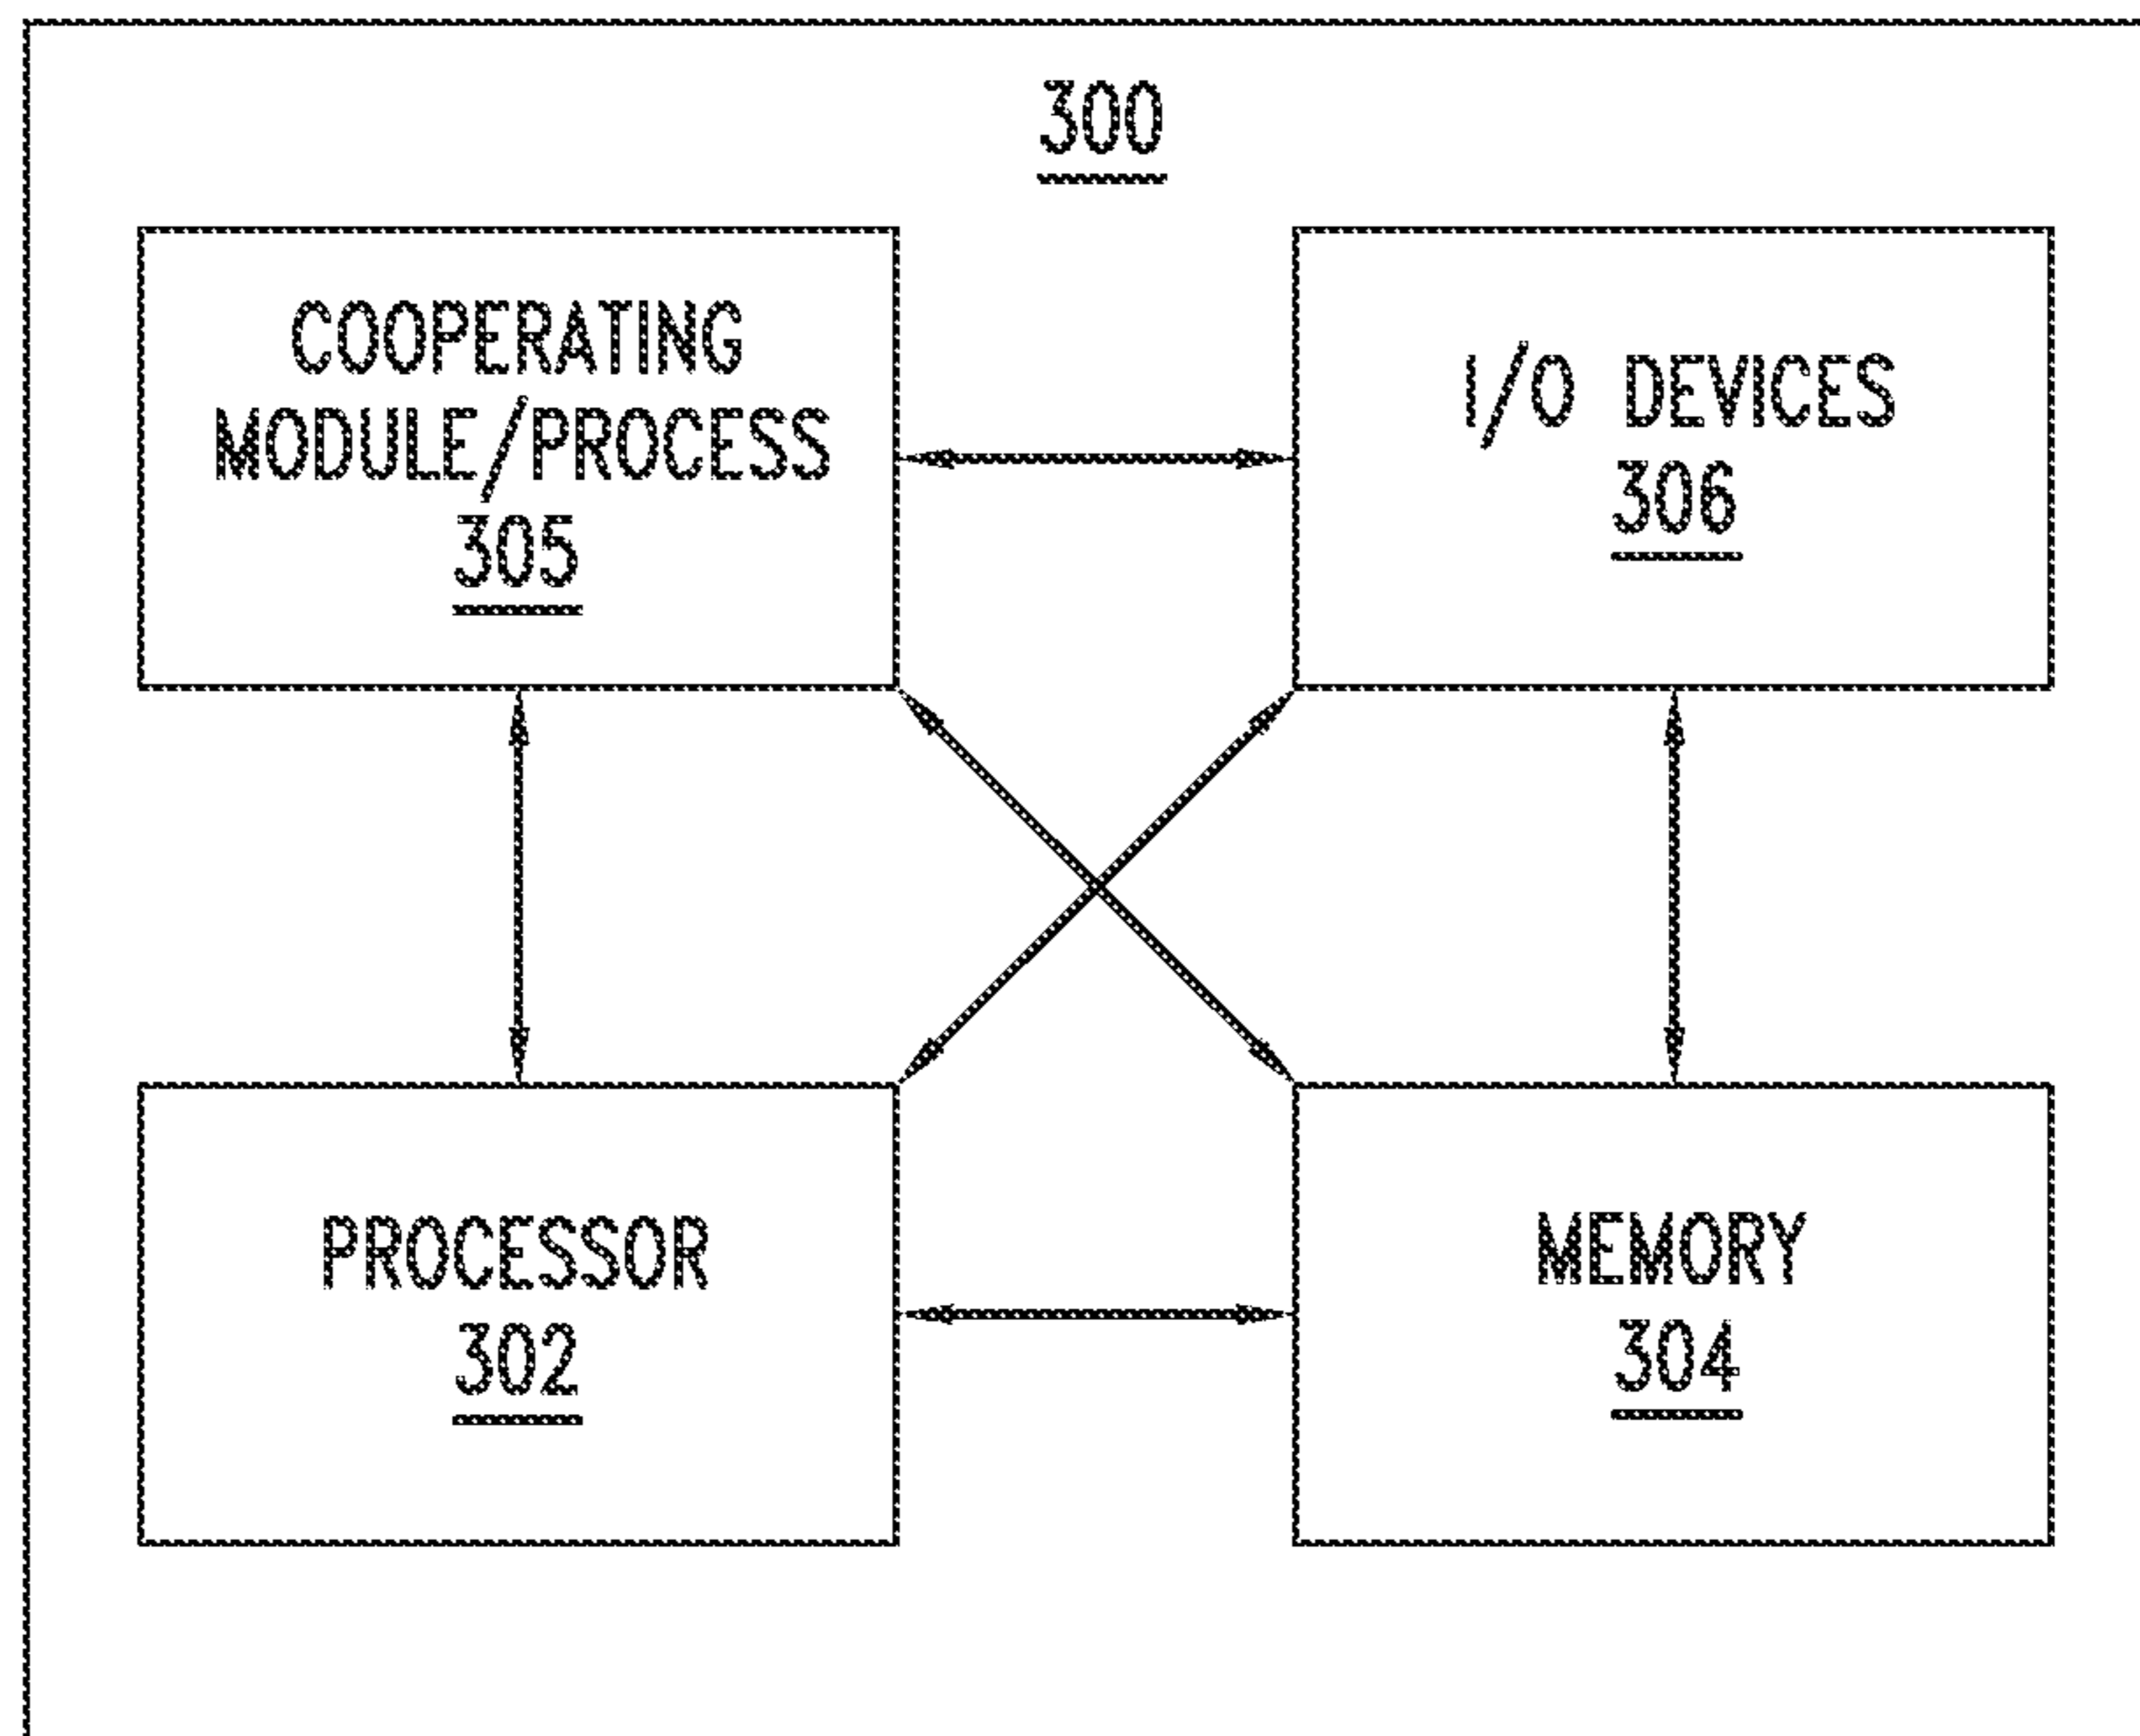 300
COOPERATING
MODULE/PROCESS
305
I/O DEVICES
306
PROCESSOR
302
MEMORY
304